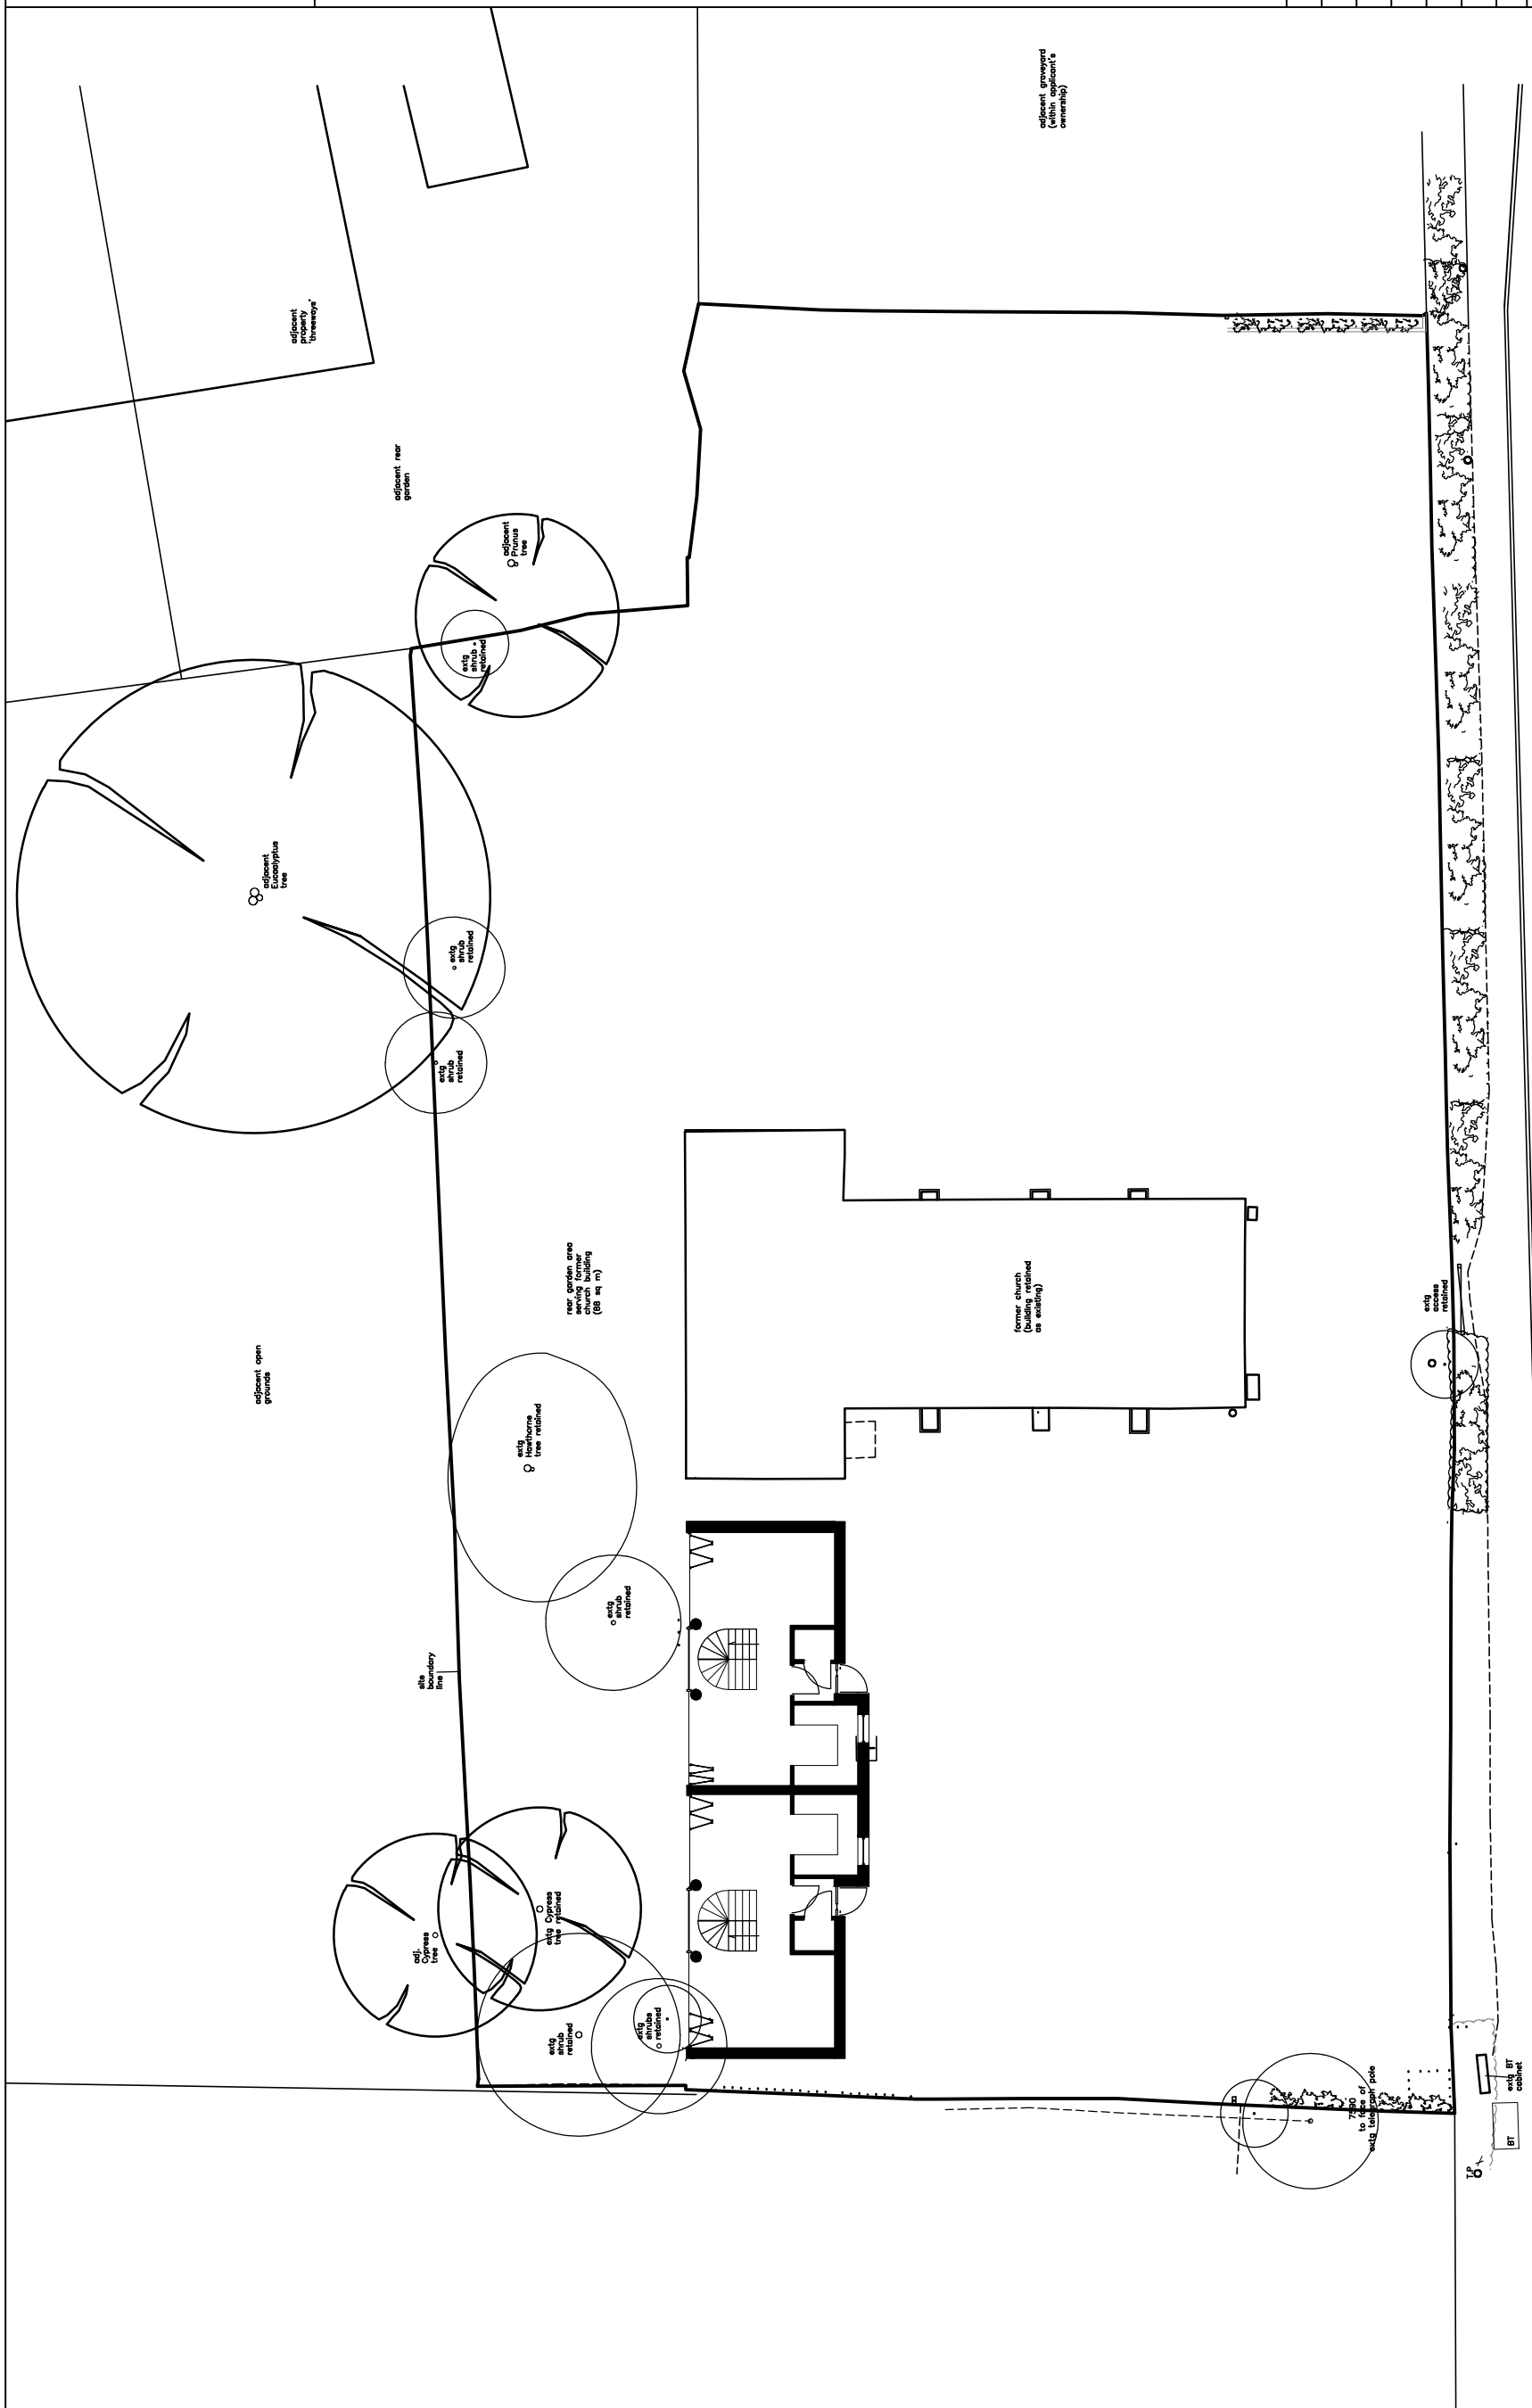 adjacent
property
'threeways'
adjacent graveyard
(within applicant's
ownership)
adjacent rear
garden
adjacent
Prunus
tree
extg
shrub
retained
adjacent
Eucalyptus
tree
extg
shrub
retained
extg
shrub
retained
adjacent open
grounds
rear garden area
serving former
church building
(88 sq m)
former church
(building retained
as existing)
extg
access
retained
extg
Hawthorne
tree retained
extg
shrub
retained
site
boundary
line
adj.
Cypress
tree
extg Cypress
tree retained
extg
shrub
retained
extg
shrubs
retained
7590
to face of
extg telegraph pole
extg BT
cabinet
BT
T.P